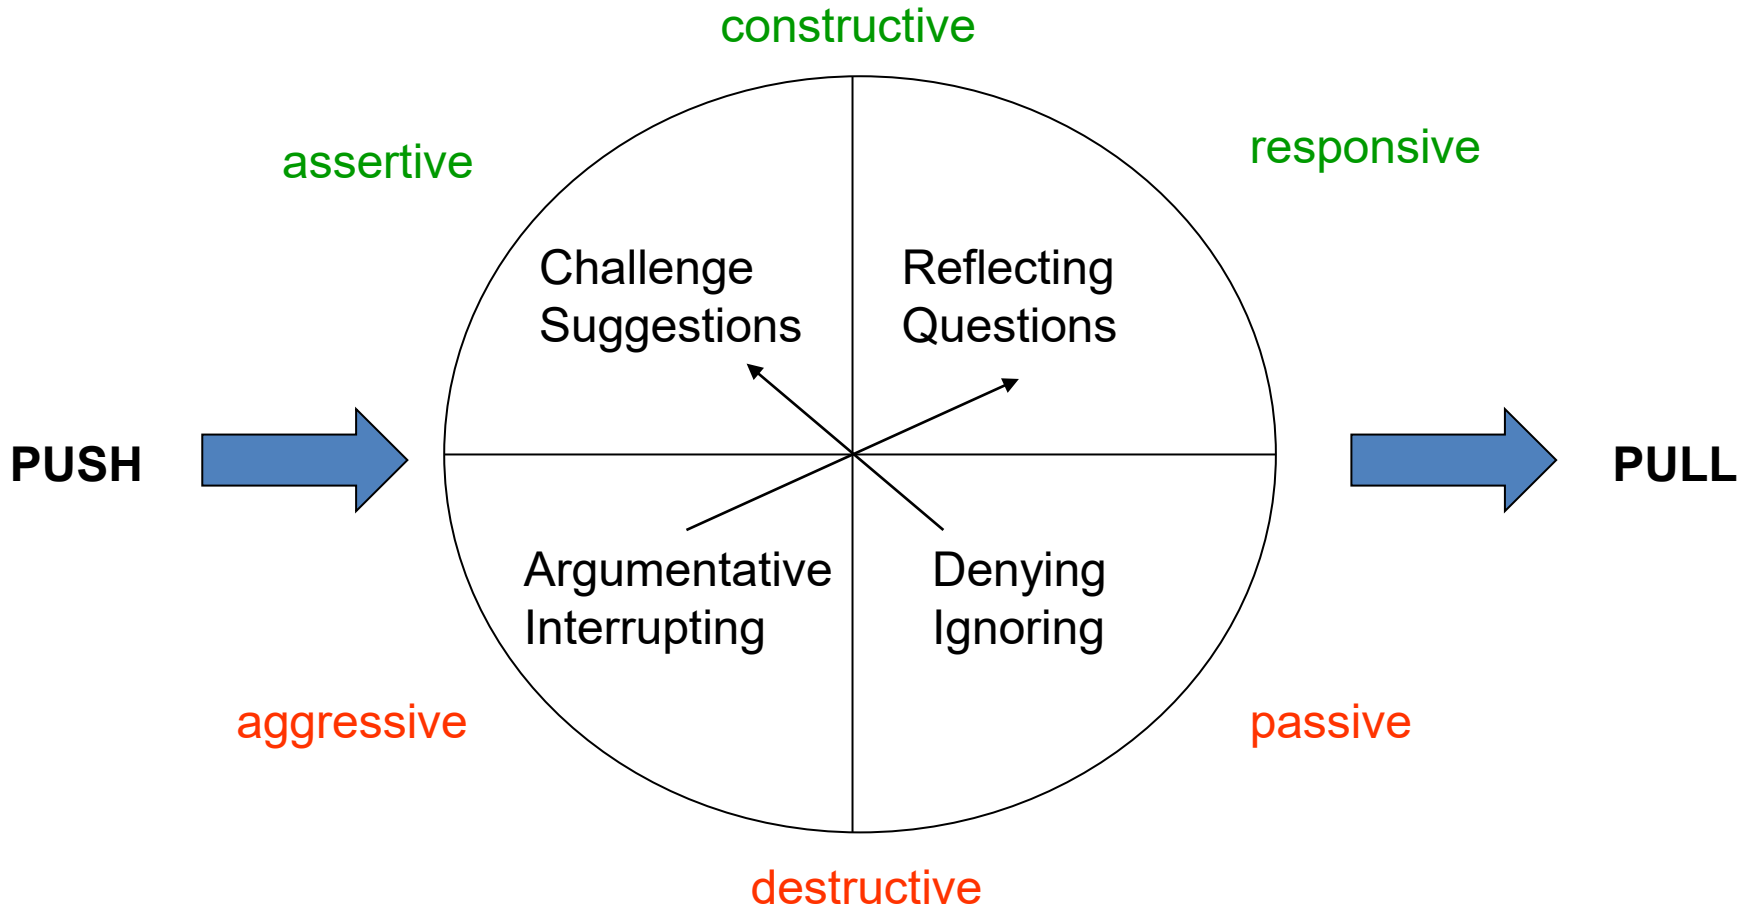 constructive
assertive
responsive
Challenge
Suggestions
Reflecting
Questions
PUSH
PULL
Argumentative
Interrupting
Denying
Ignoring
aggressive
passive
destructive